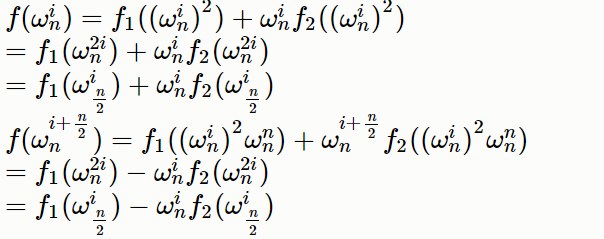 f(ω_n^i) = f_1((ω_n^i)^2) + ω_n^i f_2((ω_n^i)^2)
= f_1(ω_n^{2i}) + ω_n^i f_2(ω_n^{2i})
= f_1(ω_{n/2}^i) + ω_n^i f_2(ω_{n/2}^i)
f(ω_n^{i+n/2}) = f_1((ω_n^i)^2 ω_n^n) + ω_n^{i+n/2} f_2((ω_n^i)^2 ω_n^n)
= f_1(ω_n^{2i}) − ω_n^i f_2(ω_n^{2i})
= f_1(ω_{n/2}^i) − ω_n^i f_2(ω_{n/2}^i)